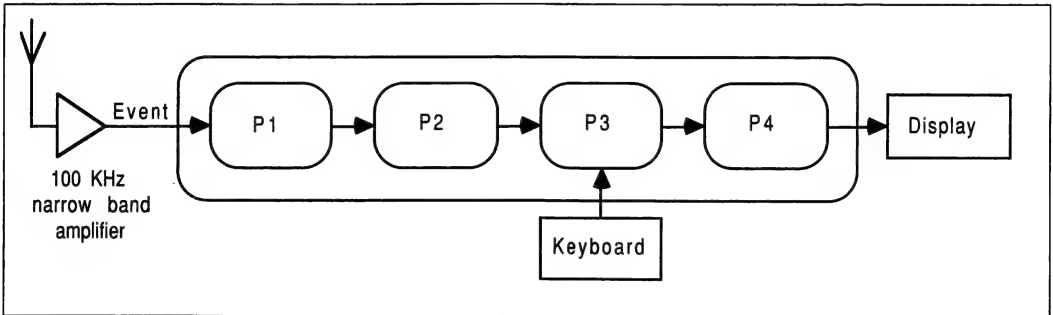 Event
P1
P2
P3
P4
Display
100 KHz
narrow band
amplifier
Keyboard